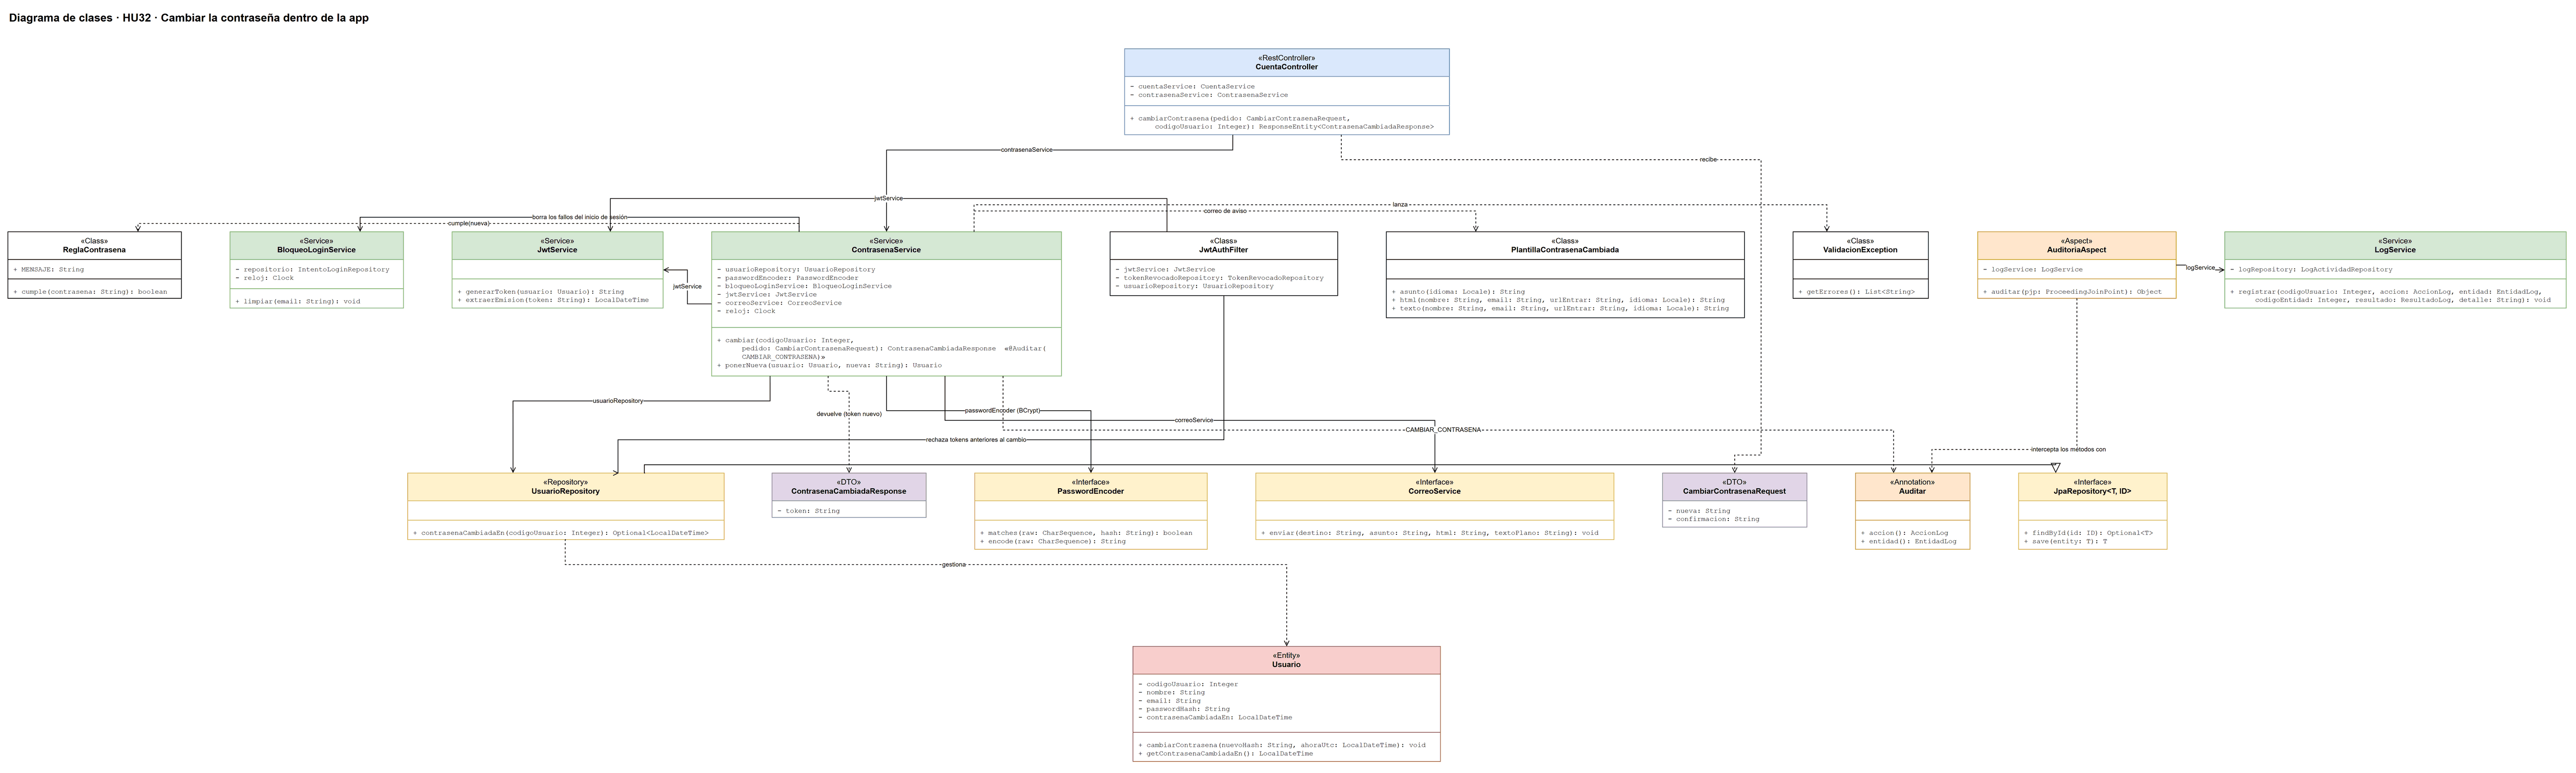 Diagrama de clases · HU32 · Cambiar la contraseña dentro de la app
«RestController»
CuentaController
- cuentaService: CuentaService
- contrasenaService: ContrasenaService
+ cambiarContrasena(pedido: CambiarContrasenaRequest,
codigoUsuario: Integer): ResponseEntity<ContrasenaCambiadaResponse>
contrasenaService
recibe
jwtService
borra los fallos del inicio de sesión
cumple(nueva)
lanza
correo de aviso
«Class»
ReglaContrasena
+ MENSAJE: String
+ cumple(contrasena: String): boolean
«Service»
BloqueoLoginService
- repositorio: IntentoLoginRepository
- reloj: Clock
+ limpiar(email: String): void
«Service»
JwtService
+ generarToken(usuario: Usuario): String
+ extraerEmision(token: String): LocalDateTime
jwtService
«Service»
ContrasenaService
- usuarioRepository: UsuarioRepository
- passwordEncoder: PasswordEncoder
- bloqueoLoginService: BloqueoLoginService
- jwtService: JwtService
- correoService: CorreoService
- reloj: Clock
+ cambiar(codigoUsuario: Integer,
pedido: CambiarContrasenaRequest): ContrasenaCambiadaResponse «@Auditar(
CAMBIAR_CONTRASENA)»
+ ponerNueva(usuario: Usuario, nueva: String): Usuario
«Class»
JwtAuthFilter
- jwtService: JwtService
- tokenRevocadoRepository: TokenRevocadoRepository
- usuarioRepository: UsuarioRepository
«Class»
PlantillaContrasenaCambiada
+ asunto(idioma: Locale): String
+ html(nombre: String, email: String, urlEntrar: String, idioma: Locale): String
+ texto(nombre: String, email: String, urlEntrar: String, idioma: Locale): String
«Class»
ValidacionException
+ getErrores(): List<String>
«Aspect»
AuditoriaAspect
- logService: LogService
+ auditar(pjp: ProceedingJoinPoint): Object
logService
«Service»
LogService
- logRepository: LogActividadRepository
+ registrar(codigoUsuario: Integer, accion: AccionLog, entidad: EntidadLog,
codigoEntidad: Integer, resultado: ResultadoLog, detalle: String): void
usuarioRepository
devuelve (token nuevo)
passwordEncoder (BCrypt)
correoService
CAMBIAR_CONTRASENA
rechaza tokens anteriores al cambio
intercepta los métodos con
«Repository»
UsuarioRepository
+ contrasenaCambiadaEn(codigoUsuario: Integer): Optional<LocalDateTime>
«DTO»
ContrasenaCambiadaResponse
- token: String
«Interface»
PasswordEncoder
+ matches(raw: CharSequence, hash: String): boolean
+ encode(raw: CharSequence): String
«Interface»
CorreoService
+ enviar(destino: String, asunto: String, html: String, textoPlano: String): void
«DTO»
CambiarContrasenaRequest
- nueva: String
- confirmacion: String
«Annotation»
Auditar
+ accion(): AccionLog
+ entidad(): EntidadLog
«Interface»
JpaRepository<T, ID>
+ findById(id: ID): Optional<T>
+ save(entity: T): T
gestiona
«Entity»
Usuario
- codigoUsuario: Integer
- nombre: String
- email: String
- passwordHash: String
- contrasenaCambiadaEn: LocalDateTime
+ cambiarContrasena(nuevoHash: String, ahoraUtc: LocalDateTime): void
+ getContrasenaCambiadaEn(): LocalDateTime